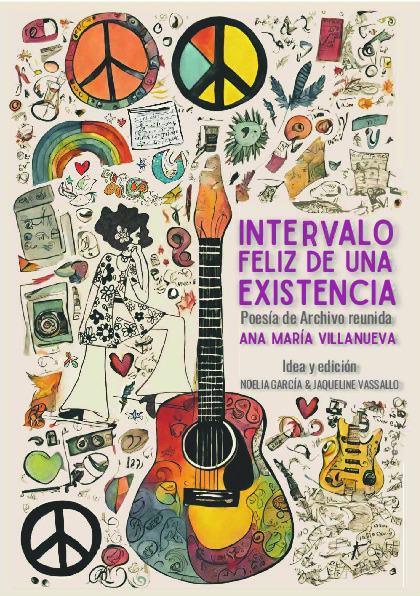 INTERVALO
FELIZ DE UNA
EXISTENCIA
Poesía de Archivo reunida
ANA MARÍA VILLANUEVA
Idea y edición
NOELIA GARCÍA & JAQUELINE VASSALLO